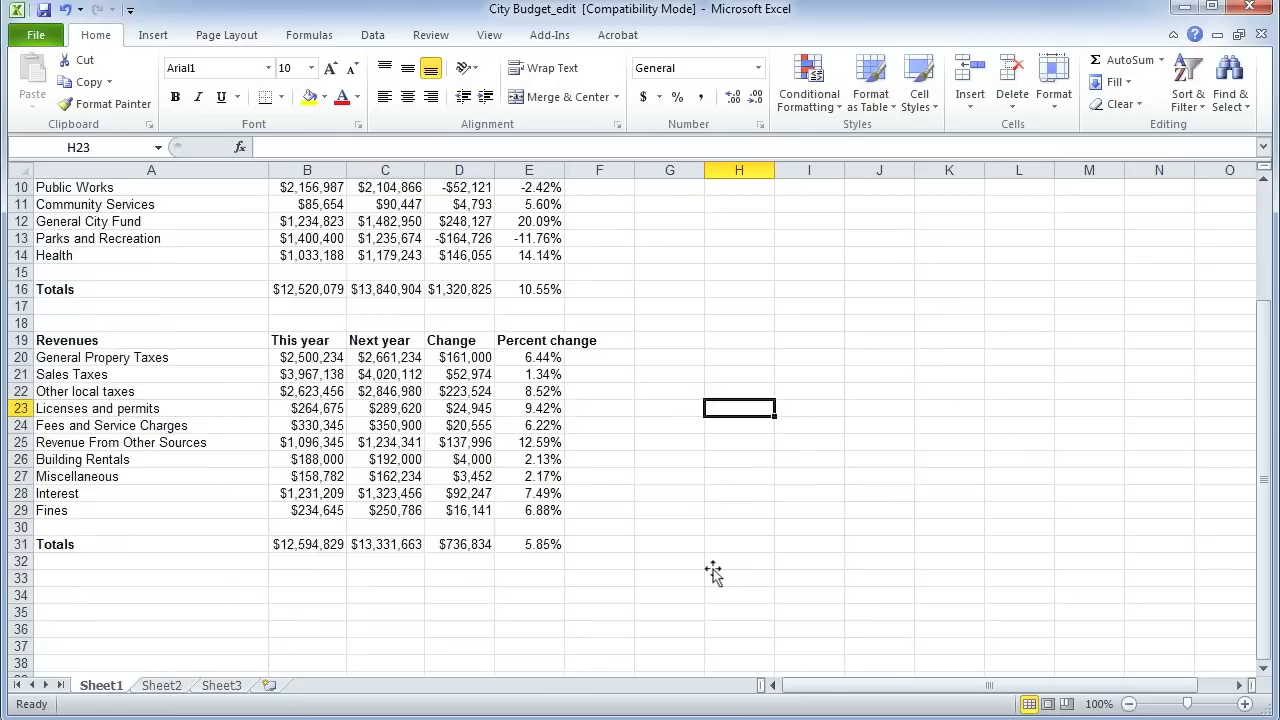 City Budget_edit [Compatibility Mode] - Microsoft Excel
File Home Insert Page Layout Formulas Data Review View Add-Ins Acrobat
Paste Cut Copy Format Painter Clipboard
Arial1 10 B I U Font
Wrap Text Merge & Center Alignment
General $ % , Number
Conditional Formatting Format as Table Cell Styles Styles
Insert Delete Format Cells
Σ AutoSum Fill Clear Sort & Filter Find & Select Editing
H23 fx
A B C D E F G H I J K L M N O
10 Public Works $2,156,987 $2,104,866 -$52,121 -2.42%
11 Community Services $85,654 $90,447 $4,793 5.60%
12 General City Fund $1,234,823 $1,482,950 $248,127 20.09%
13 Parks and Recreation $1,400,400 $1,235,674 -$164,726 -11.76%
14 Health $1,033,188 $1,179,243 $146,055 14.14%
15
16 Totals $12,520,079 $13,840,904 $1,320,825 10.55%
17
18
19 Revenues This year Next year Change Percent change
20 General Propery Taxes $2,500,234 $2,661,234 $161,000 6.44%
21 Sales Taxes $3,967,138 $4,020,112 $52,974 1.34%
22 Other local taxes $2,623,456 $2,846,980 $223,524 8.52%
23 Licenses and permits $264,675 $289,620 $24,945 9.42%
24 Fees and Service Charges $330,345 $350,900 $20,555 6.22%
25 Revenue From Other Sources $1,096,345 $1,234,341 $137,996 12.59%
26 Building Rentals $188,000 $192,000 $4,000 2.13%
27 Miscellaneous $158,782 $162,234 $3,452 2.17%
28 Interest $1,231,209 $1,323,456 $92,247 7.49%
29 Fines $234,645 $250,786 $16,141 6.88%
30
31 Totals $12,594,829 $13,331,663 $736,834 5.85%
32
33
34
35
36
37
38
Sheet1 Sheet2 Sheet3
Ready 100%